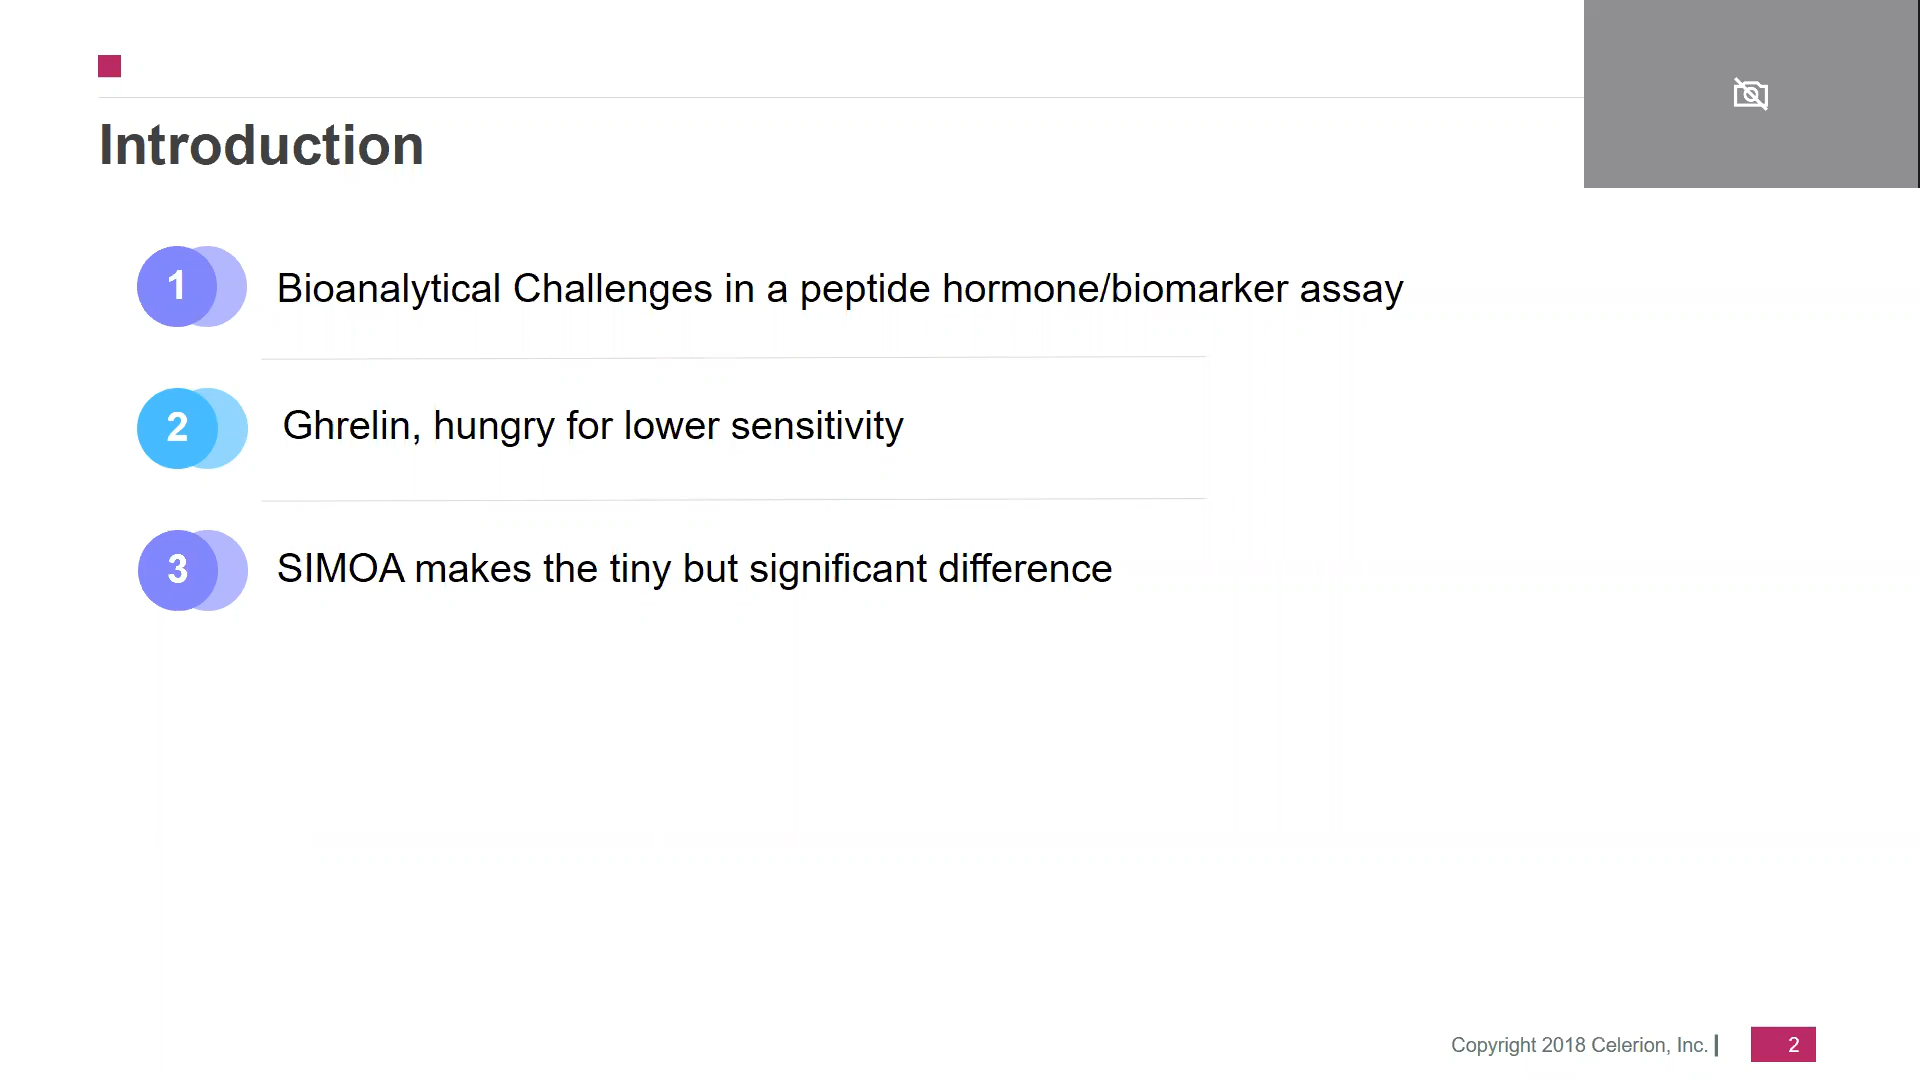 Introduction
1
Bioanalytical Challenges in a peptide hormone/biomarker assay
2
Ghrelin, hungry for lower sensitivity
3
SIMOA makes the tiny but significant difference
Copyright 2018 Celerion, Inc. |
2